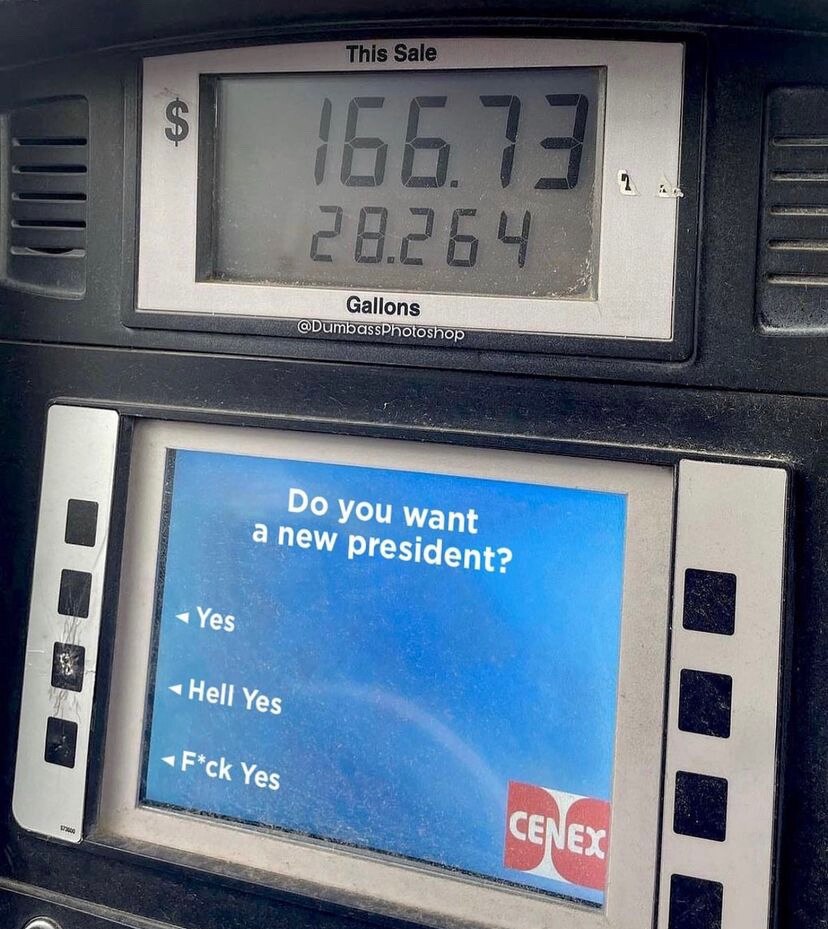 This Sale
$ 166.73
28.264
Gallons
@DumbassPhotoshop
Do you want
a new president?
◄ Yes
◄ Hell Yes
◄ F*ck Yes
CENEX